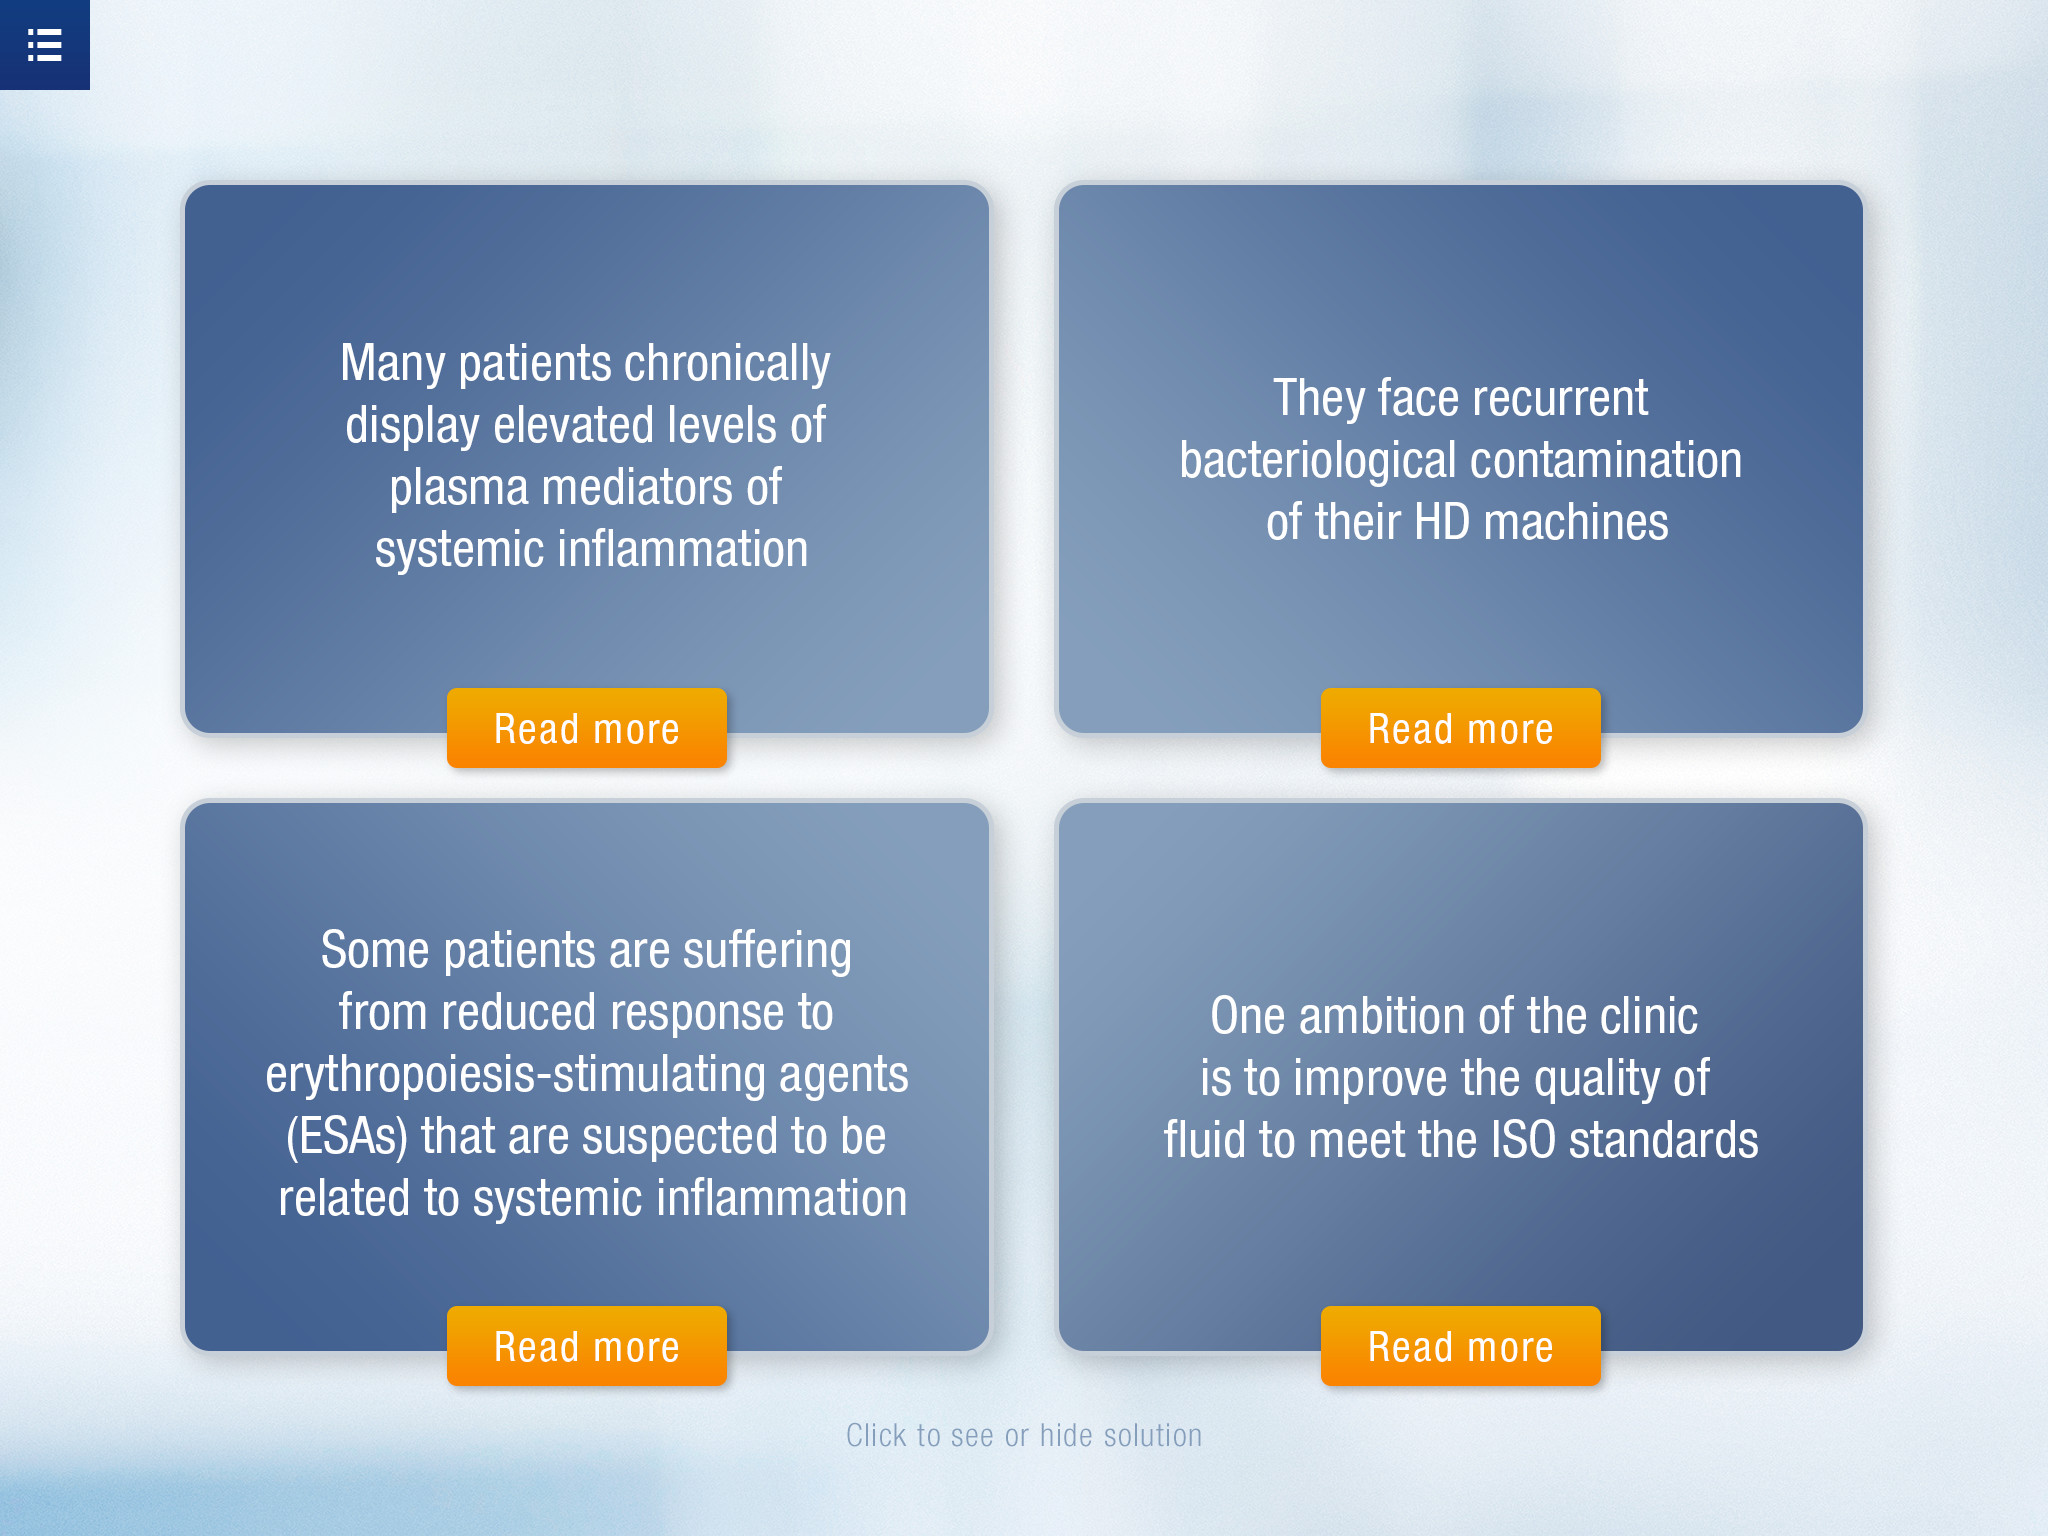 Many patients chronically
display elevated levels of
plasma mediators of
systemic inflammation
Read more
They face recurrent
bacteriological contamination
of their HD machines
Read more
Some patients are suffering
from reduced response to
erythropoiesis-stimulating agents
(ESAs) that are suspected to be
related to systemic inflammation
Read more
One ambition of the clinic
is to improve the quality of
fluid to meet the ISO standards
Read more
Click to see or hide solution